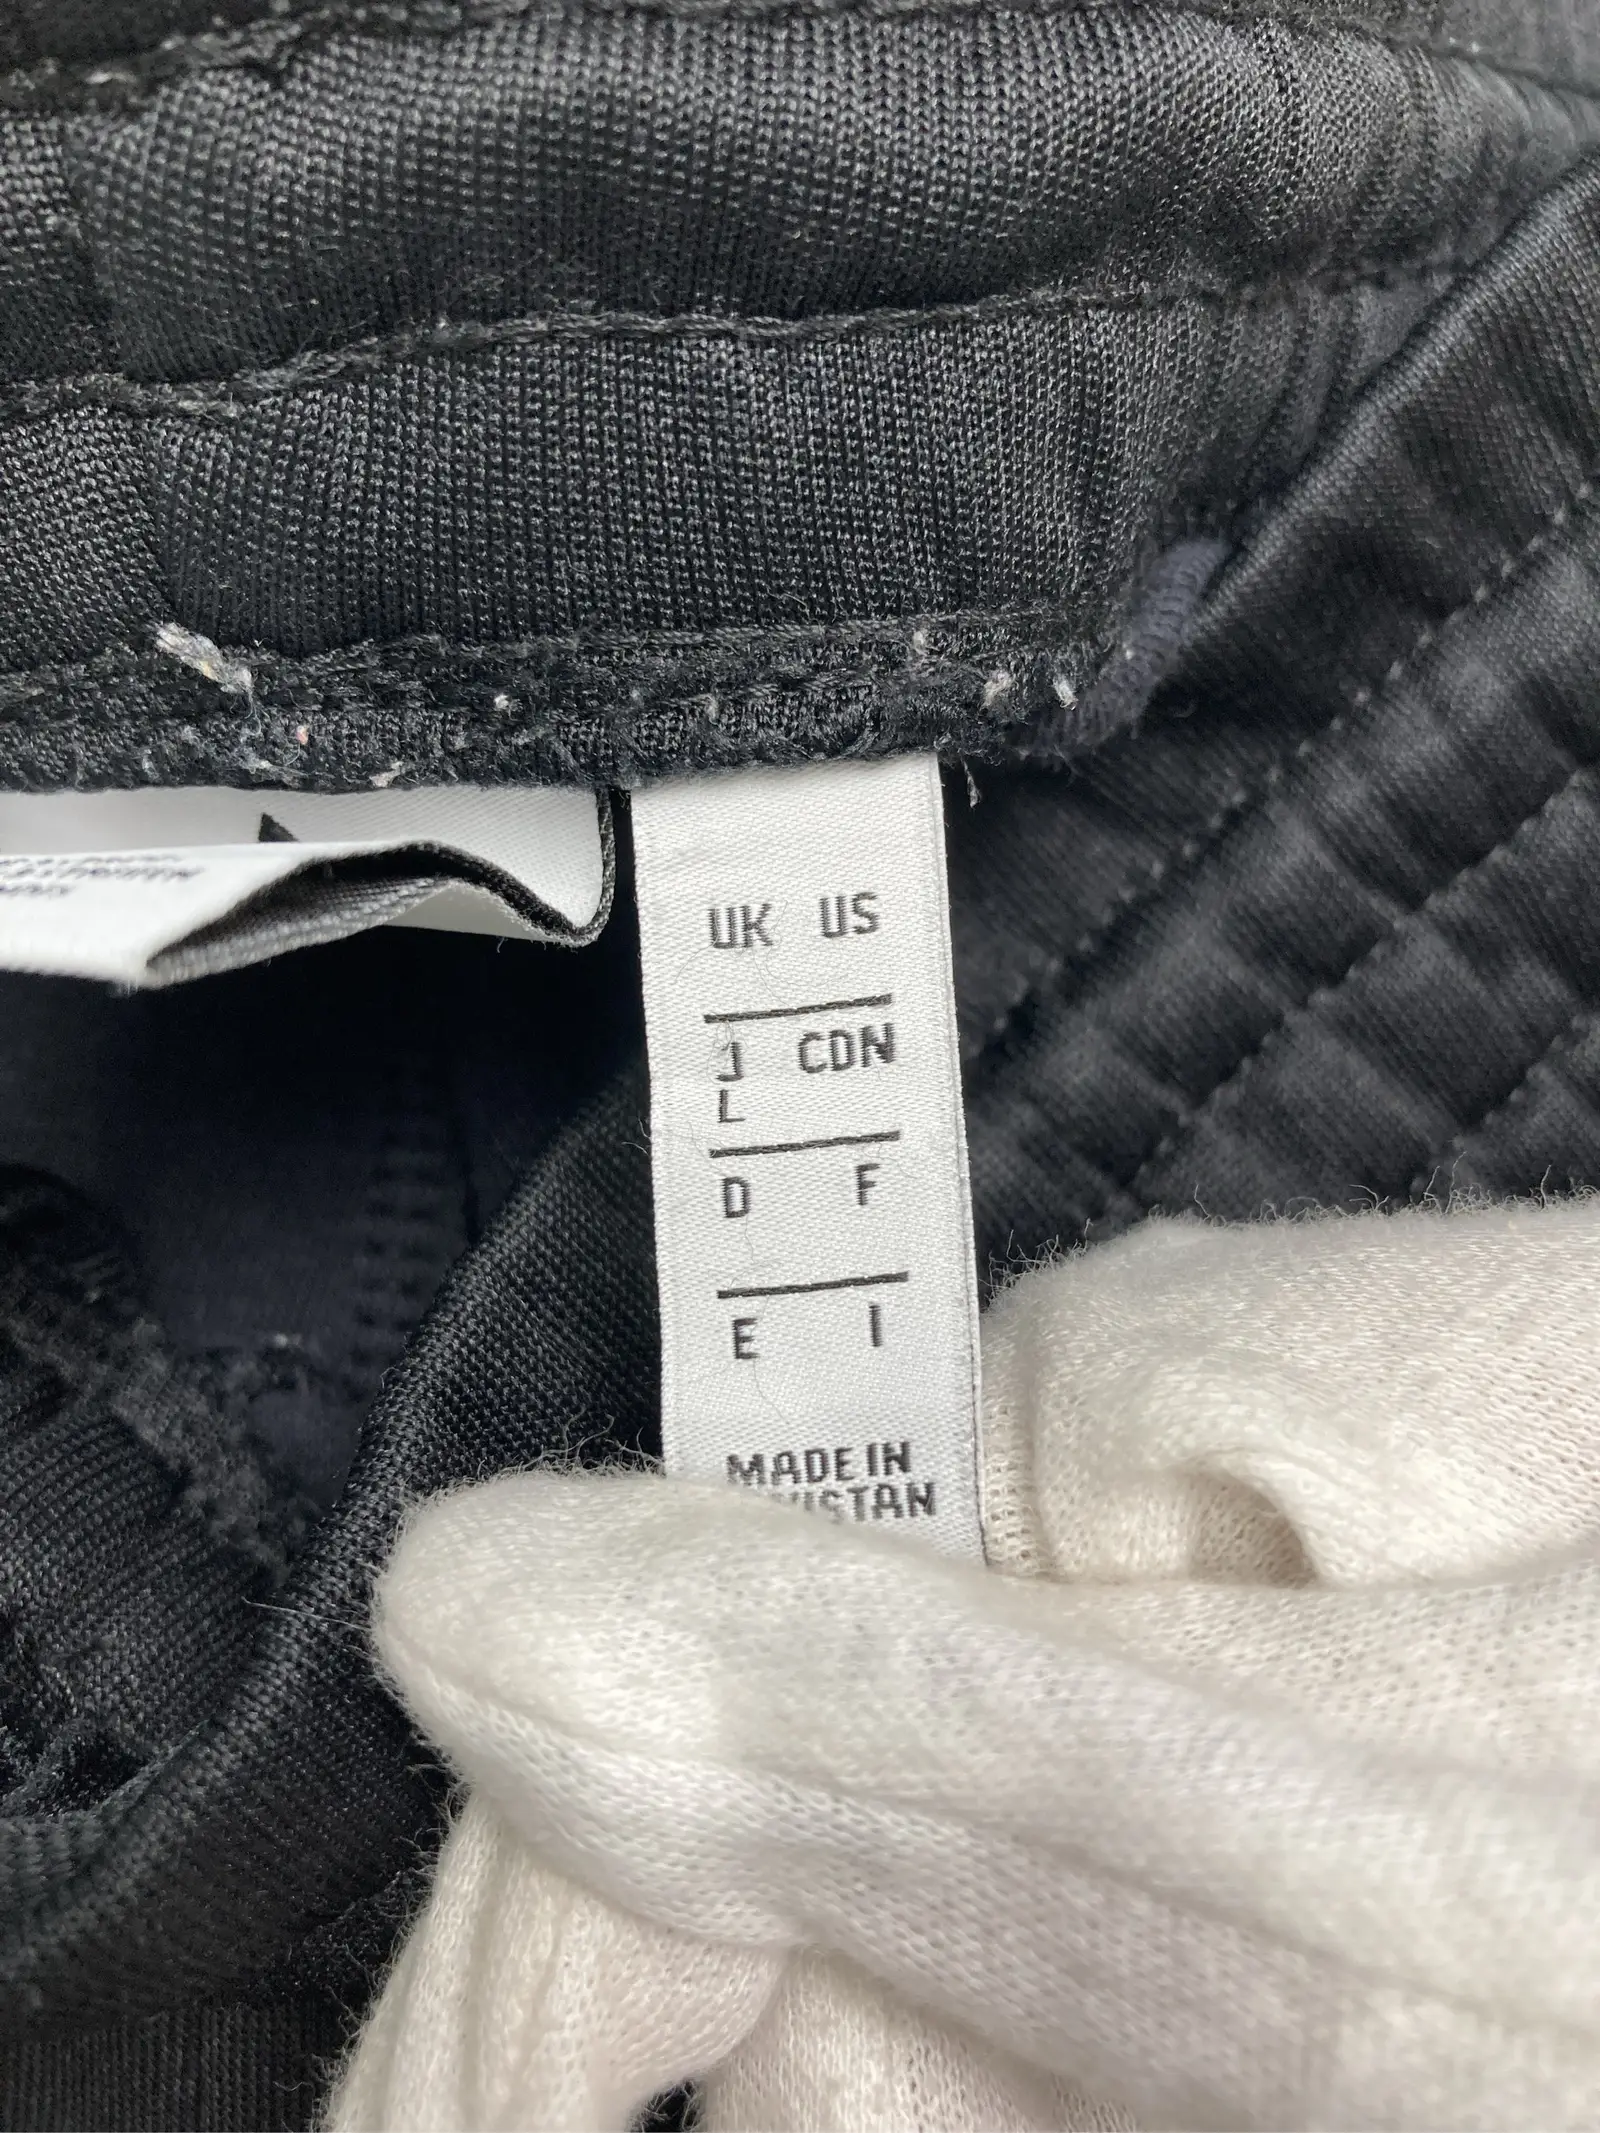 UK US
J CDN
L
D F
E I
MADE IN